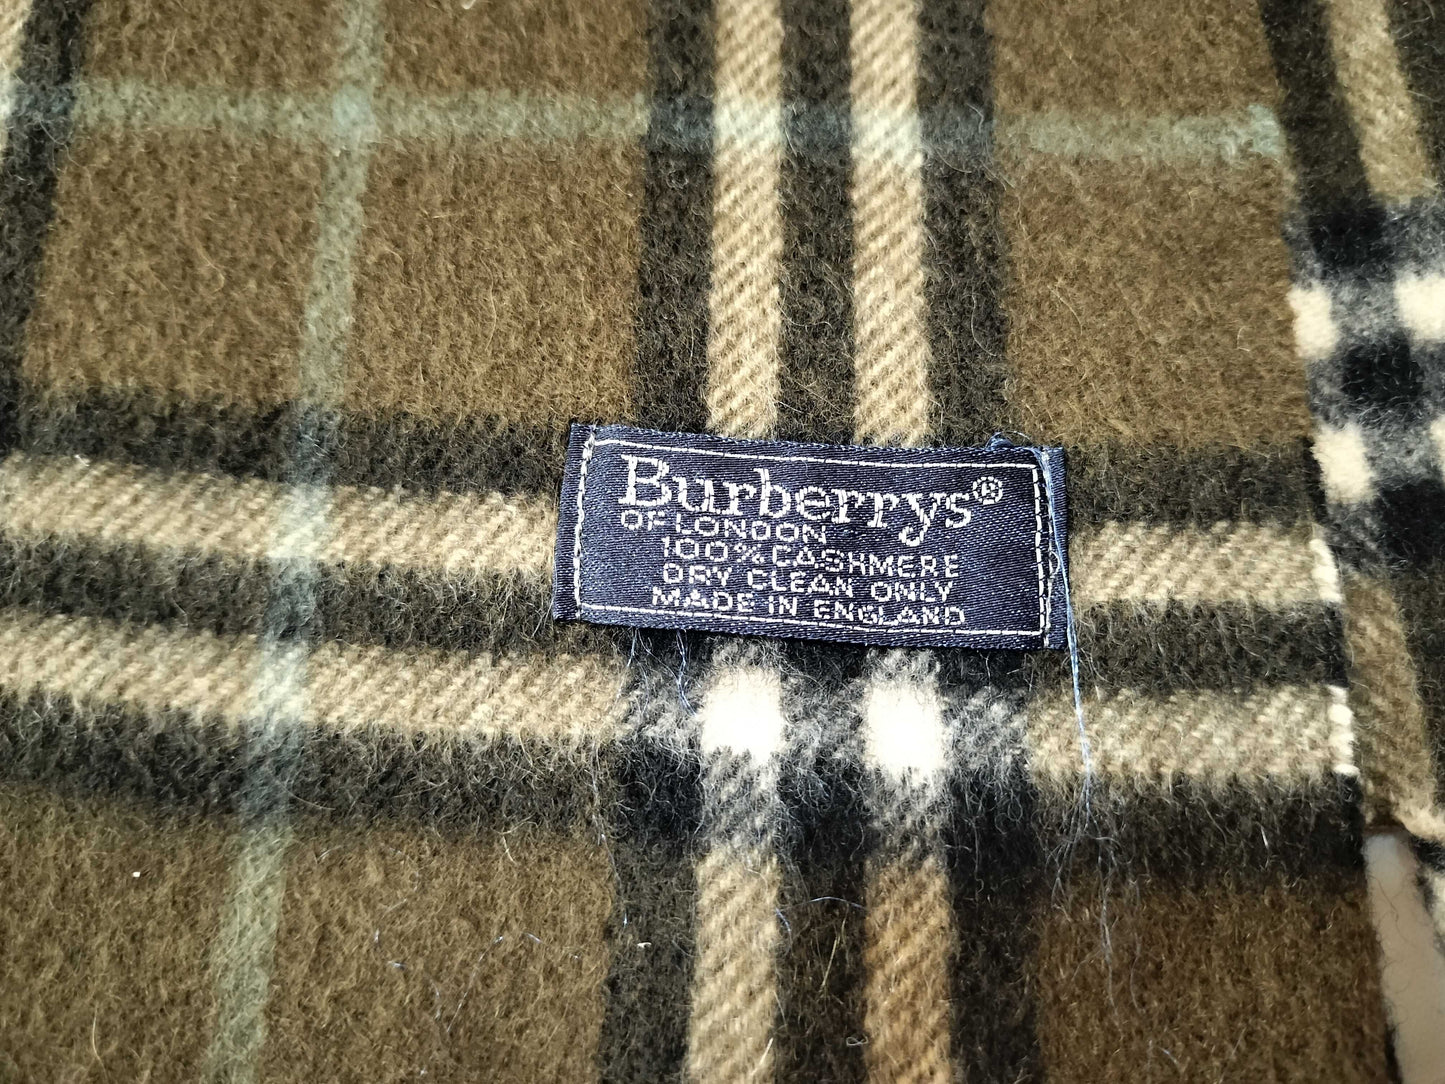 Burberrys®
OF LONDON
100% CASHMERE
DRY CLEAN ONLY
MADE IN ENGLAND